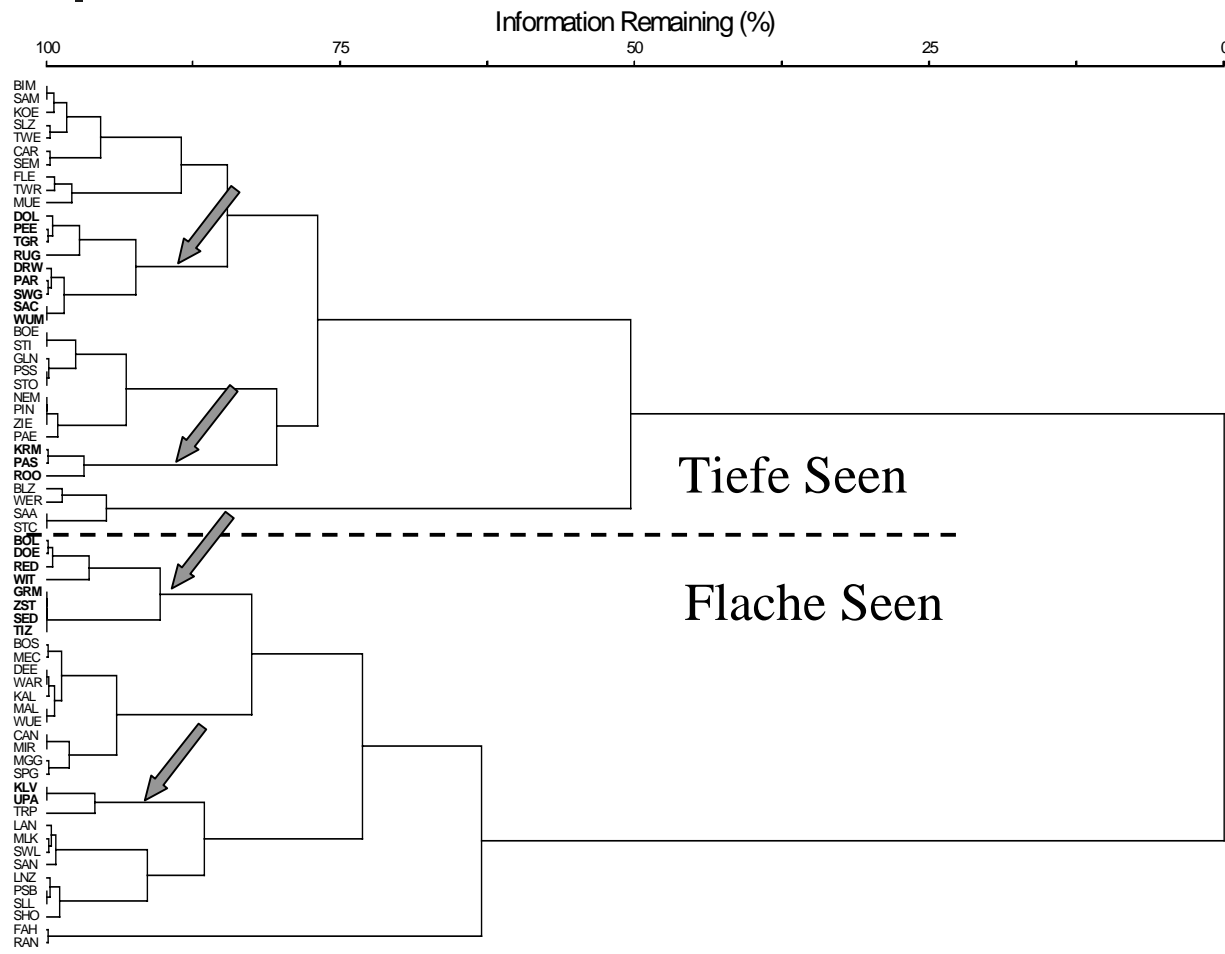 Information Remaining (%)
100 75 50 25 0
BIM
SAM
KOE
SLZ
TWE
CAR
SEM
FLE
TWR
MUE
DOL
PEE
TGR
RUG
DRW
PAR
SWG
SAC
WUM
BOE
STI
GLN
PSS
STO
NEM
PIN
ZIE
PAE
KRM
PAS
ROO
BLZ
WER
Tiefe Seen
SAA
STC
BOL
DOE
RED
WIT
GRM
Flache Seen
ZST
SED
TIZ
BOS
MEC
DEE
WAR
KAL
MAL
WUE
CAN
MIR
MGG
SPG
KLV
UPA
TRP
LAN
MLK
SWL
SAN
LNZ
PSB
SLL
SHO
FAH
RAN